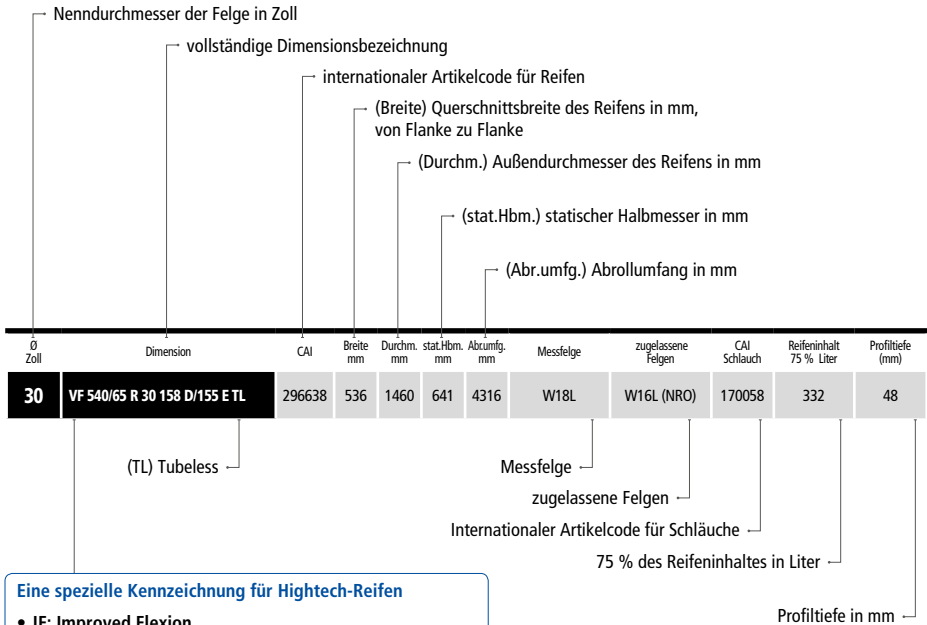 Nenndurchmesser der Felge in Zoll
vollständige Dimensionsbezeichnung
internationaler Artikelcode für Reifen
(Breite) Querschnittsbreite des Reifens in mm,
von Flanke zu Flanke
(Durchm.) Außendurchmesser des Reifens in mm
(stat.Hbm.) statischer Halbmesser in mm
(Abr.umfg.) Abrollumfang in mm
Ø Zoll Dimension CAI Breite mm Durchm. mm stat.Hbm. mm Abr.umfg. mm Messfelge zugelassene Felgen CAI Schlauch Reifeninhalt 75 % Liter Profiltiefe (mm)
30 VF 540/65 R 30 158 D/155 E TL 296638 536 1460 641 4316 W18L W16L (NRO) 170058 332 48
(TL) Tubeless
Messfelge
zugelassene Felgen
Internationaler Artikelcode für Schläuche
75 % des Reifeninhaltes in Liter
Profiltiefe in mm
Eine spezielle Kennzeichnung für Hightech-Reifen
• IF: Improved Flexion